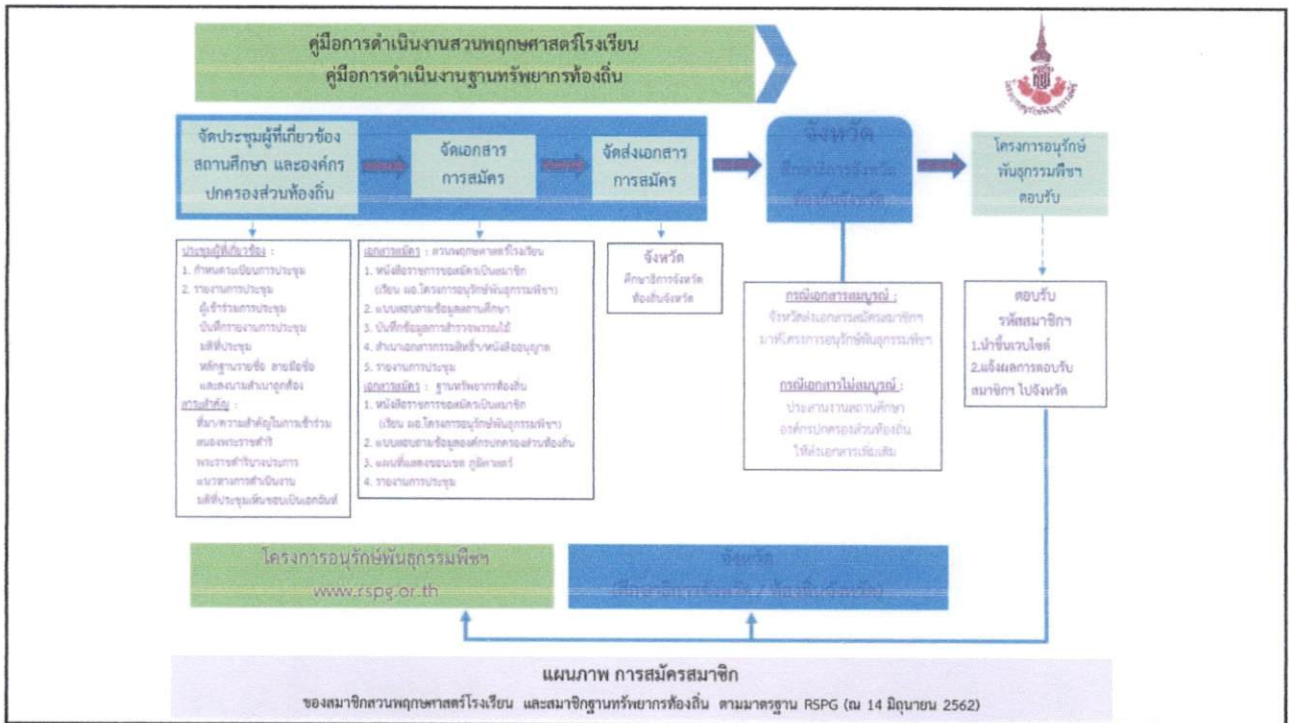 คู่มือการดำเนินงานสวนพฤกษศาสตร์โรงเรียน
คู่มือการดำเนินงานฐานทรัพยากรท้องถิ่น
จัดประชุมผู้ที่เกี่ยวข้อง
สถานศึกษา และองค์กร
ปกครองส่วนท้องถิ่น
จัดเอกสาร
การสมัคร
จัดส่งเอกสาร
การสมัคร
จังหวัด
ศึกษาธิการจังหวัด
ท้องถิ่นจังหวัด
โครงการอนุรักษ์
พันธุกรรมพืชฯ
ตอบรับ
ประชุมผู้ที่เกี่ยวข้อง :
1. กำหนดระเบียบการประชุม
2. รายงานการประชุม
ผู้เข้าร่วมการประชุม
บันทึกรายงานการประชุม
มติที่ประชุม
หลักฐานรายชื่อ ลายมือชื่อ
และลงนามสำเนาถูกต้อง
สาระสำคัญ :
ที่มา/ความสำคัญในการเข้าร่วม
สนองพระราชดำริ
พระราชดำริบางประการ
แนวทางการดำเนินงาน
มติที่ประชุมเห็นชอบเป็นเอกฉันท์
เอกสารสมัคร : สวนพฤกษศาสตร์โรงเรียน
1. หนังสือราชการขอสมัครเป็นสมาชิก
(เรียน ผอ.โครงการอนุรักษ์พันธุกรรมพืชฯ)
2. แบบสอบถามข้อมูลสถานศึกษา
3. บันทึกข้อมูลการสำรวจพรรณไม้
4. สำเนาเอกสารกรรมสิทธิ์ฯ/หนังสืออนุญาต
5. รายงานการประชุม
เอกสารสมัคร : ฐานทรัพยากรท้องถิ่น
1. หนังสือราชการขอสมัครเป็นสมาชิก
(เรียน ผอ.โครงการอนุรักษ์พันธุกรรมพืชฯ)
2. แบบสอบถามข้อมูลองค์กรปกครองส่วนท้องถิ่น
3. แผนที่แสดงขอบเขต ภูมิศาสตร์
4. รายงานการประชุม
จังหวัด
ศึกษาธิการจังหวัด
ท้องถิ่นจังหวัด
กรณีเอกสารสมบูรณ์ :
จังหวัดส่งเอกสารสมัครสมาชิกฯ
มาที่โครงการอนุรักษ์พันธุกรรมพืชฯ
กรณีเอกสารไม่สมบูรณ์ :
ประสานงานสถานศึกษา
องค์กรปกครองส่วนท้องถิ่น
ให้ส่งเอกสารเพิ่มเติม
ตอบรับ
รหัสสมาชิกฯ
1.นำขึ้นเวบไซต์
2.แจ้งผลการตอบรับ
สมาชิกฯ ไปจังหวัด
โครงการอนุรักษ์พันธุกรรมพืชฯ
www.rspg.or.th
จังหวัด
(ศึกษาธิการจังหวัด / ท้องถิ่นจังหวัด)
แผนภาพ การสมัครสมาชิก
ของสมาชิกสวนพฤกษศาสตร์โรงเรียน และสมาชิกฐานทรัพยากรท้องถิ่น ตามมาตรฐาน RSPG (ณ 14 มิถุนายน 2562)